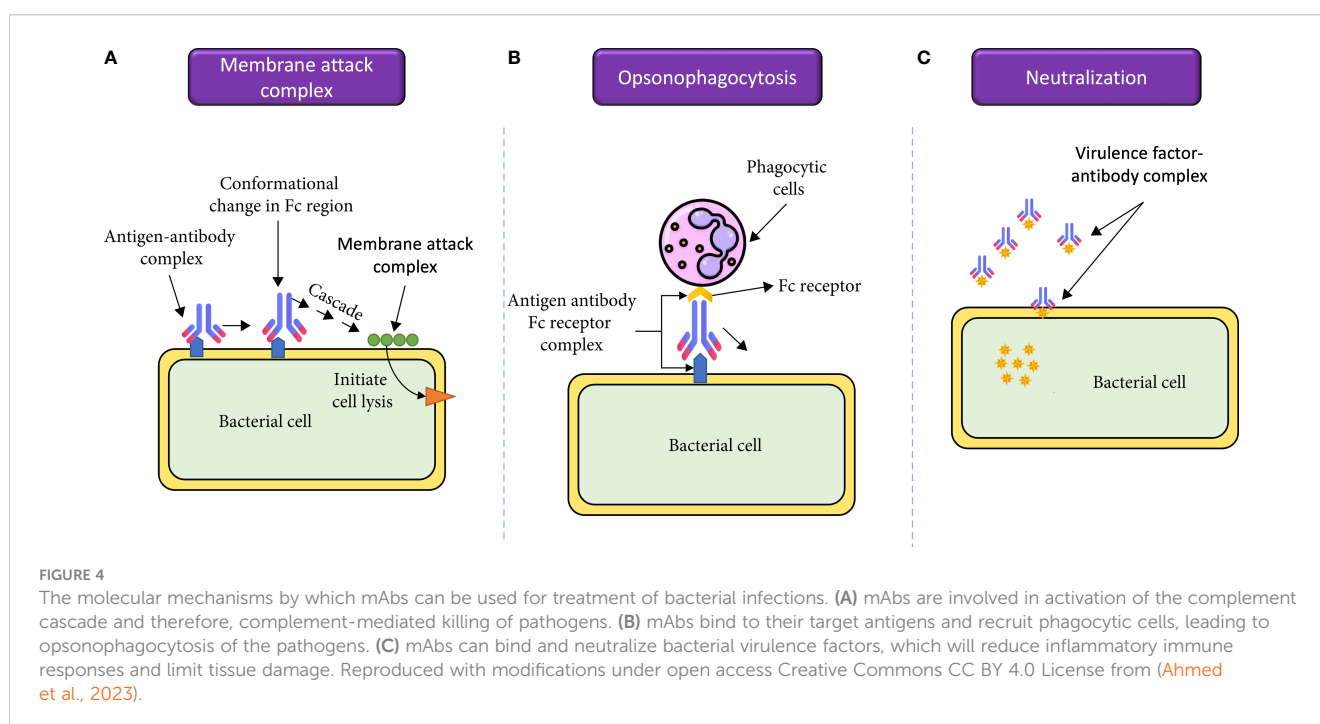 A
Membrane attack
complex
Conformational
change in Fc region
Antigen-antibody
complex
Membrane attack
complex
Cascade
Initiate
cell lysis
Bacterial cell
B
Opsonophagocytosis
Phagocytic
cells
Fc receptor
Antigen antibody
Fc receptor
complex
Bacterial cell
C
Neutralization
Virulence factor-
antibody complex
Bacterial cell
FIGURE 4
The molecular mechanisms by which mAbs can be used for treatment of bacterial infections. (A) mAbs are involved in activation of the complement
cascade and therefore, complement-mediated killing of pathogens. (B) mAbs bind to their target antigens and recruit phagocytic cells, leading to
opsonophagocytosis of the pathogens. (C) mAbs can bind and neutralize bacterial virulence factors, which will reduce inflammatory immune
responses and limit tissue damage. Reproduced with modifications under open access Creative Commons CC BY 4.0 License from (Ahmed
et al., 2023).